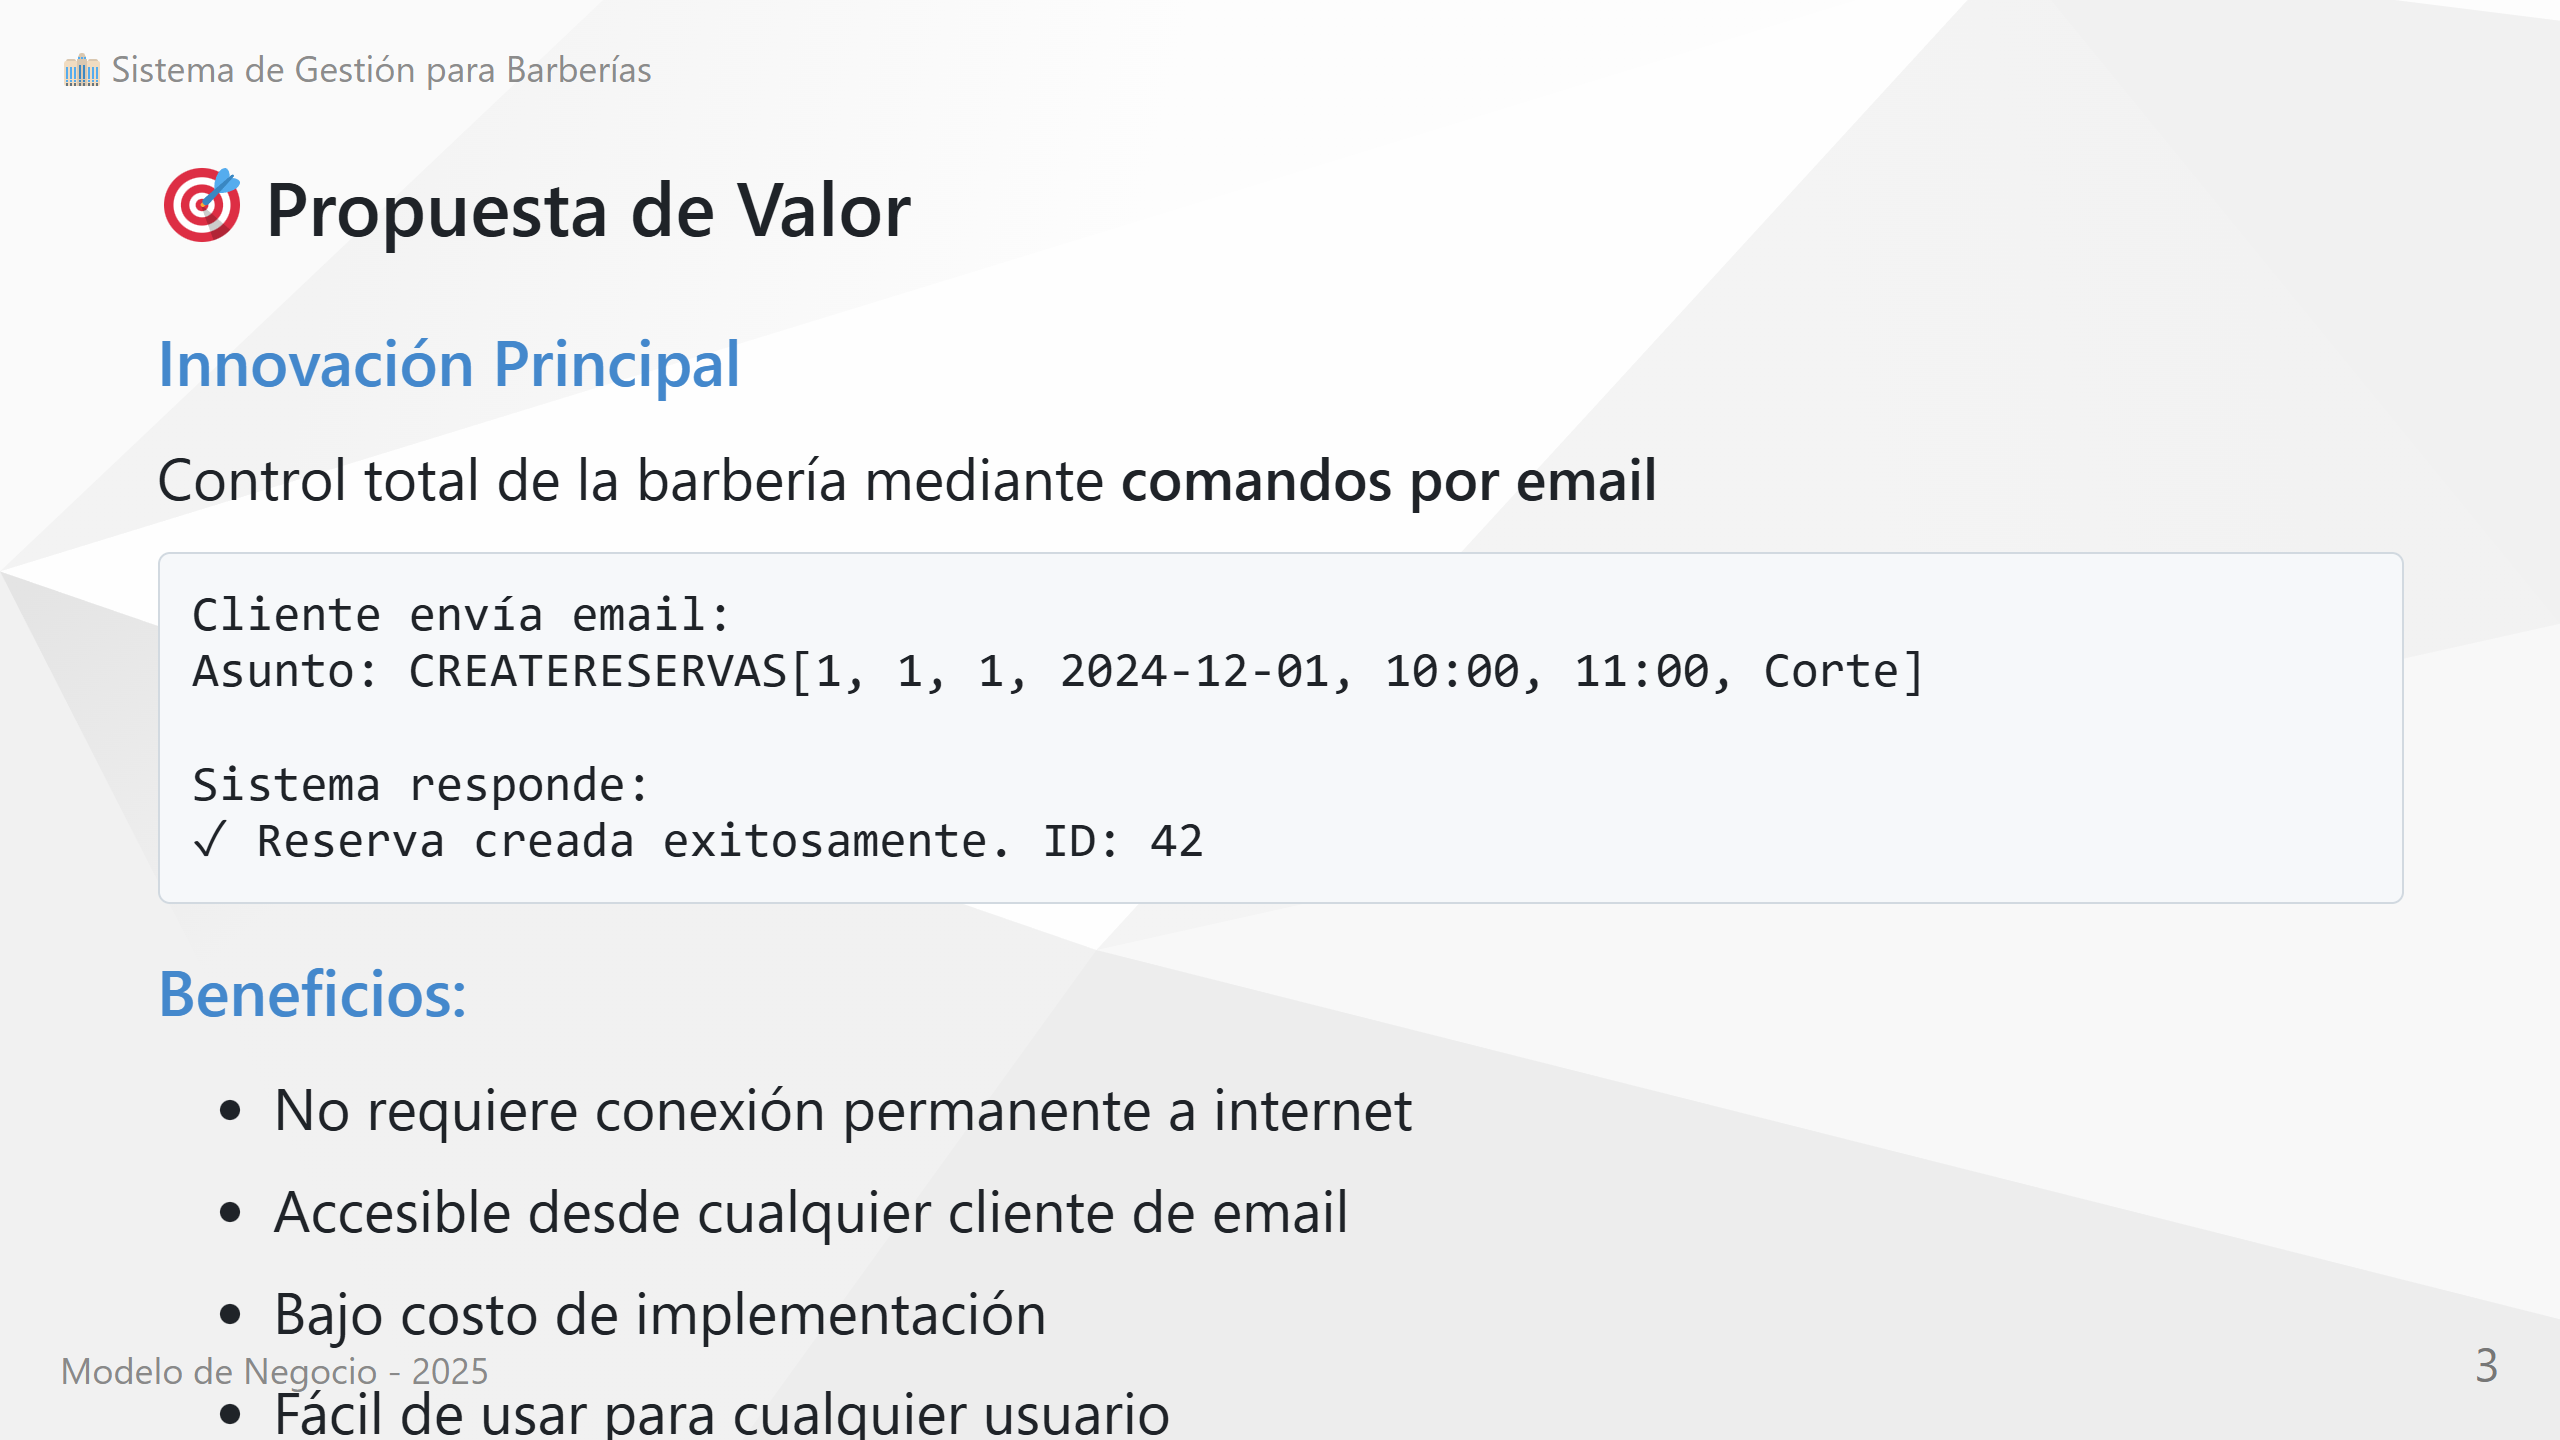 Sistema de Gestión para Barberías
Propuesta de Valor
Innovación Principal
Control total de la barbería mediante comandos por email
Cliente envía email:
Asunto: CREATERESERVAS[1, 1, 1, 2024-12-01, 10:00, 11:00, Corte]
Sistema responde:
✓ Reserva creada exitosamente. ID: 42
Beneficios:
• No requiere conexión permanente a internet
• Accesible desde cualquier cliente de email
• Bajo costo de implementación
Modelo de Negocio - 2025
3
• Fácil de usar para cualquier usuario